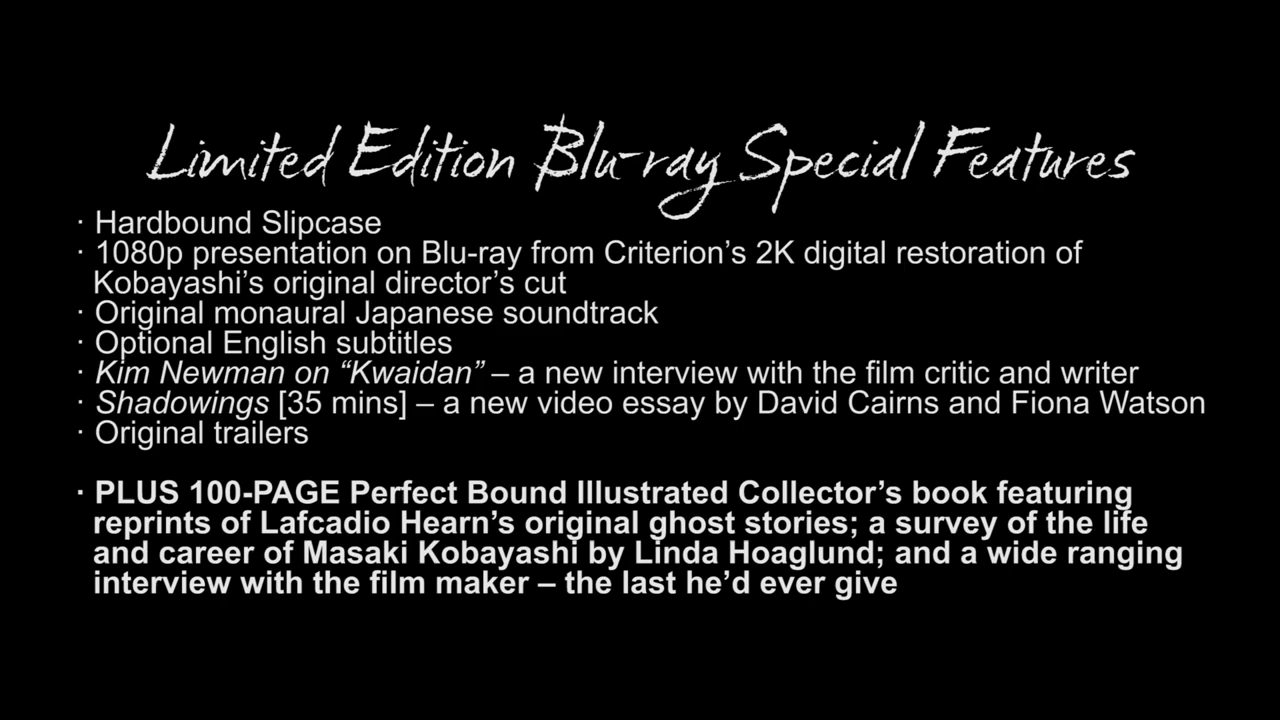 Limited Edition Blu-ray Special Features
· Hardbound Slipcase
· 1080p presentation on Blu-ray from Criterion’s 2K digital restoration of
Kobayashi’s original director’s cut
· Original monaural Japanese soundtrack
· Optional English subtitles
· Kim Newman on “Kwaidan” – a new interview with the film critic and writer
· Shadowings [35 mins] – a new video essay by David Cairns and Fiona Watson
· Original trailers
· PLUS 100-PAGE Perfect Bound Illustrated Collector’s book featuring
reprints of Lafcadio Hearn’s original ghost stories; a survey of the life
and career of Masaki Kobayashi by Linda Hoaglund; and a wide ranging
interview with the film maker – the last he’d ever give